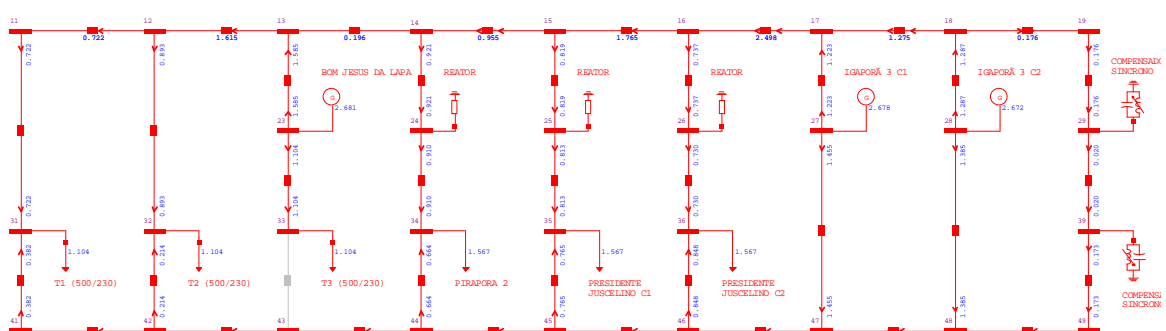 11 12 13 14 15 16 17 18 19
0.722 1.615 0.196 0.955 1.765 2.498 1.275 0.176
0.722 0.893 1.585 0.921 0.819 0.737 1.223 1.287 0.176
BOM JESUS DA LAPA REATOR REATOR REATOR IGAPORÃ 3 C1 IGAPORÃ 3 C2
SINCRONO
G G G
1.585 2.681 0.921 0.819 0.737 1.223 2.678 1.287 2.672 0.176
23 24 25 26 27 28 29
1.104 0.910 0.813 0.730 1.455 1.385 0.020
0.722 0.893 1.104 0.910 0.813 0.730 0.020
31 32 33 34 35 36 39
0.382 1.104 0.214 1.104 1.104 0.664 1.567 0.765 1.567 0.848 1.567 0.173
T1 (500/230) T2 (500/230) T3 (500/230) PIRAPORA 2
PRESIDENTE
JUSCELINO C1
PRESIDENTE
JUSCELINO C2
SINCRONO
0.382 0.214 0.664 0.765 0.848 1.455 1.385 0.173
41 42 43 44 45 46 47 48 49